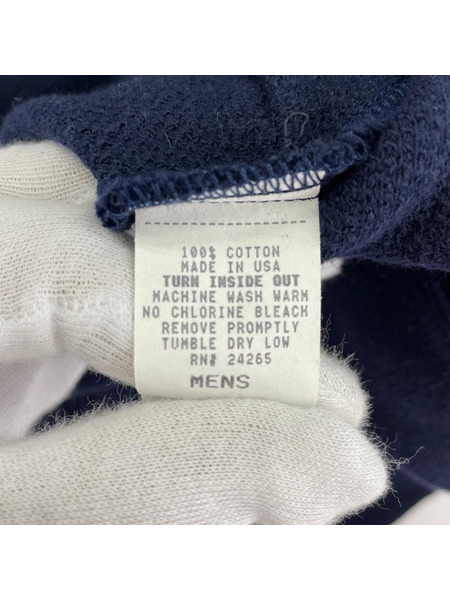 100% COTTON
MADE IN USA
TURN INSIDE OUT
MACHINE WASH WARM
NO CHLORINE BLEACH
REMOVE PROMPTLY
TUMBLE DRY LOW
RN# 24265
MENS